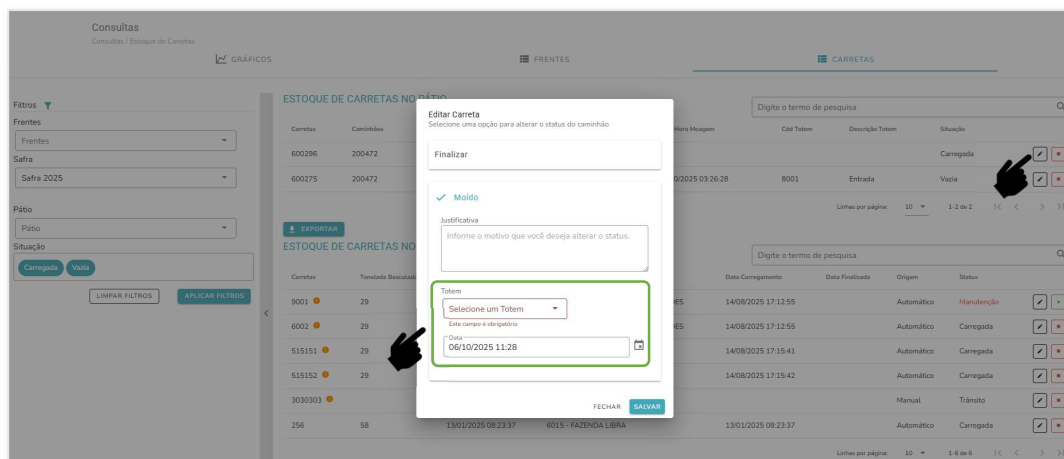 Consultas
Consultas / Estoque de Carretas
GRÁFICOS
FRENTES
CARRETAS
Filtros
Frentes
Frentes
Safra
Safra 2025
Pátio
Pátio
Situação
Carregada Vazia
LIMPAR FILTROS APLICAR FILTROS
ESTOQUE DE CARRETAS NO PÁTIO
Digite o termo de pesquisa
Carretas Caminhões Hora Moagem Cód Totem Descrição Totem Situação
600296 200472 Carregada
600275 200472 0/2025 03:26:28 8001 Entrada Vazia
Linhas por página: 10 1-2 de 2
EXPORTAR
ESTOQUE DE CARRETAS NO
Digite o termo de pesquisa
Carretas Tonelada Basculad Data Carregamento Data Finalizada Origem Status
9001 29 DES 14/08/2025 17:12:55 Automático Manutenção
6002 29 DES 14/08/2025 17:12:55 Automático Carregada
515151 29 14/08/2025 17:15:41 Automático Carregada
515152 29 14/08/2025 17:15:42 Automático Carregada
3030303 Manual Trânsito
256 58 13/01/2025 08:23:37 6015 - FAZENDA LIBRA 13/01/2025 08:23:37 Automático Carregada
Linhas por página: 10 1-6 de 6
Editar Carreta
Selecione uma opção para alterar o status do caminhão
Finalizar
Moído
Justificativa
Informe o motivo que você deseja alterar o status.
Totem
Selecione um Totem
Este campo é obrigatório
Data
06/10/2025 11:28
FECHAR SALVAR